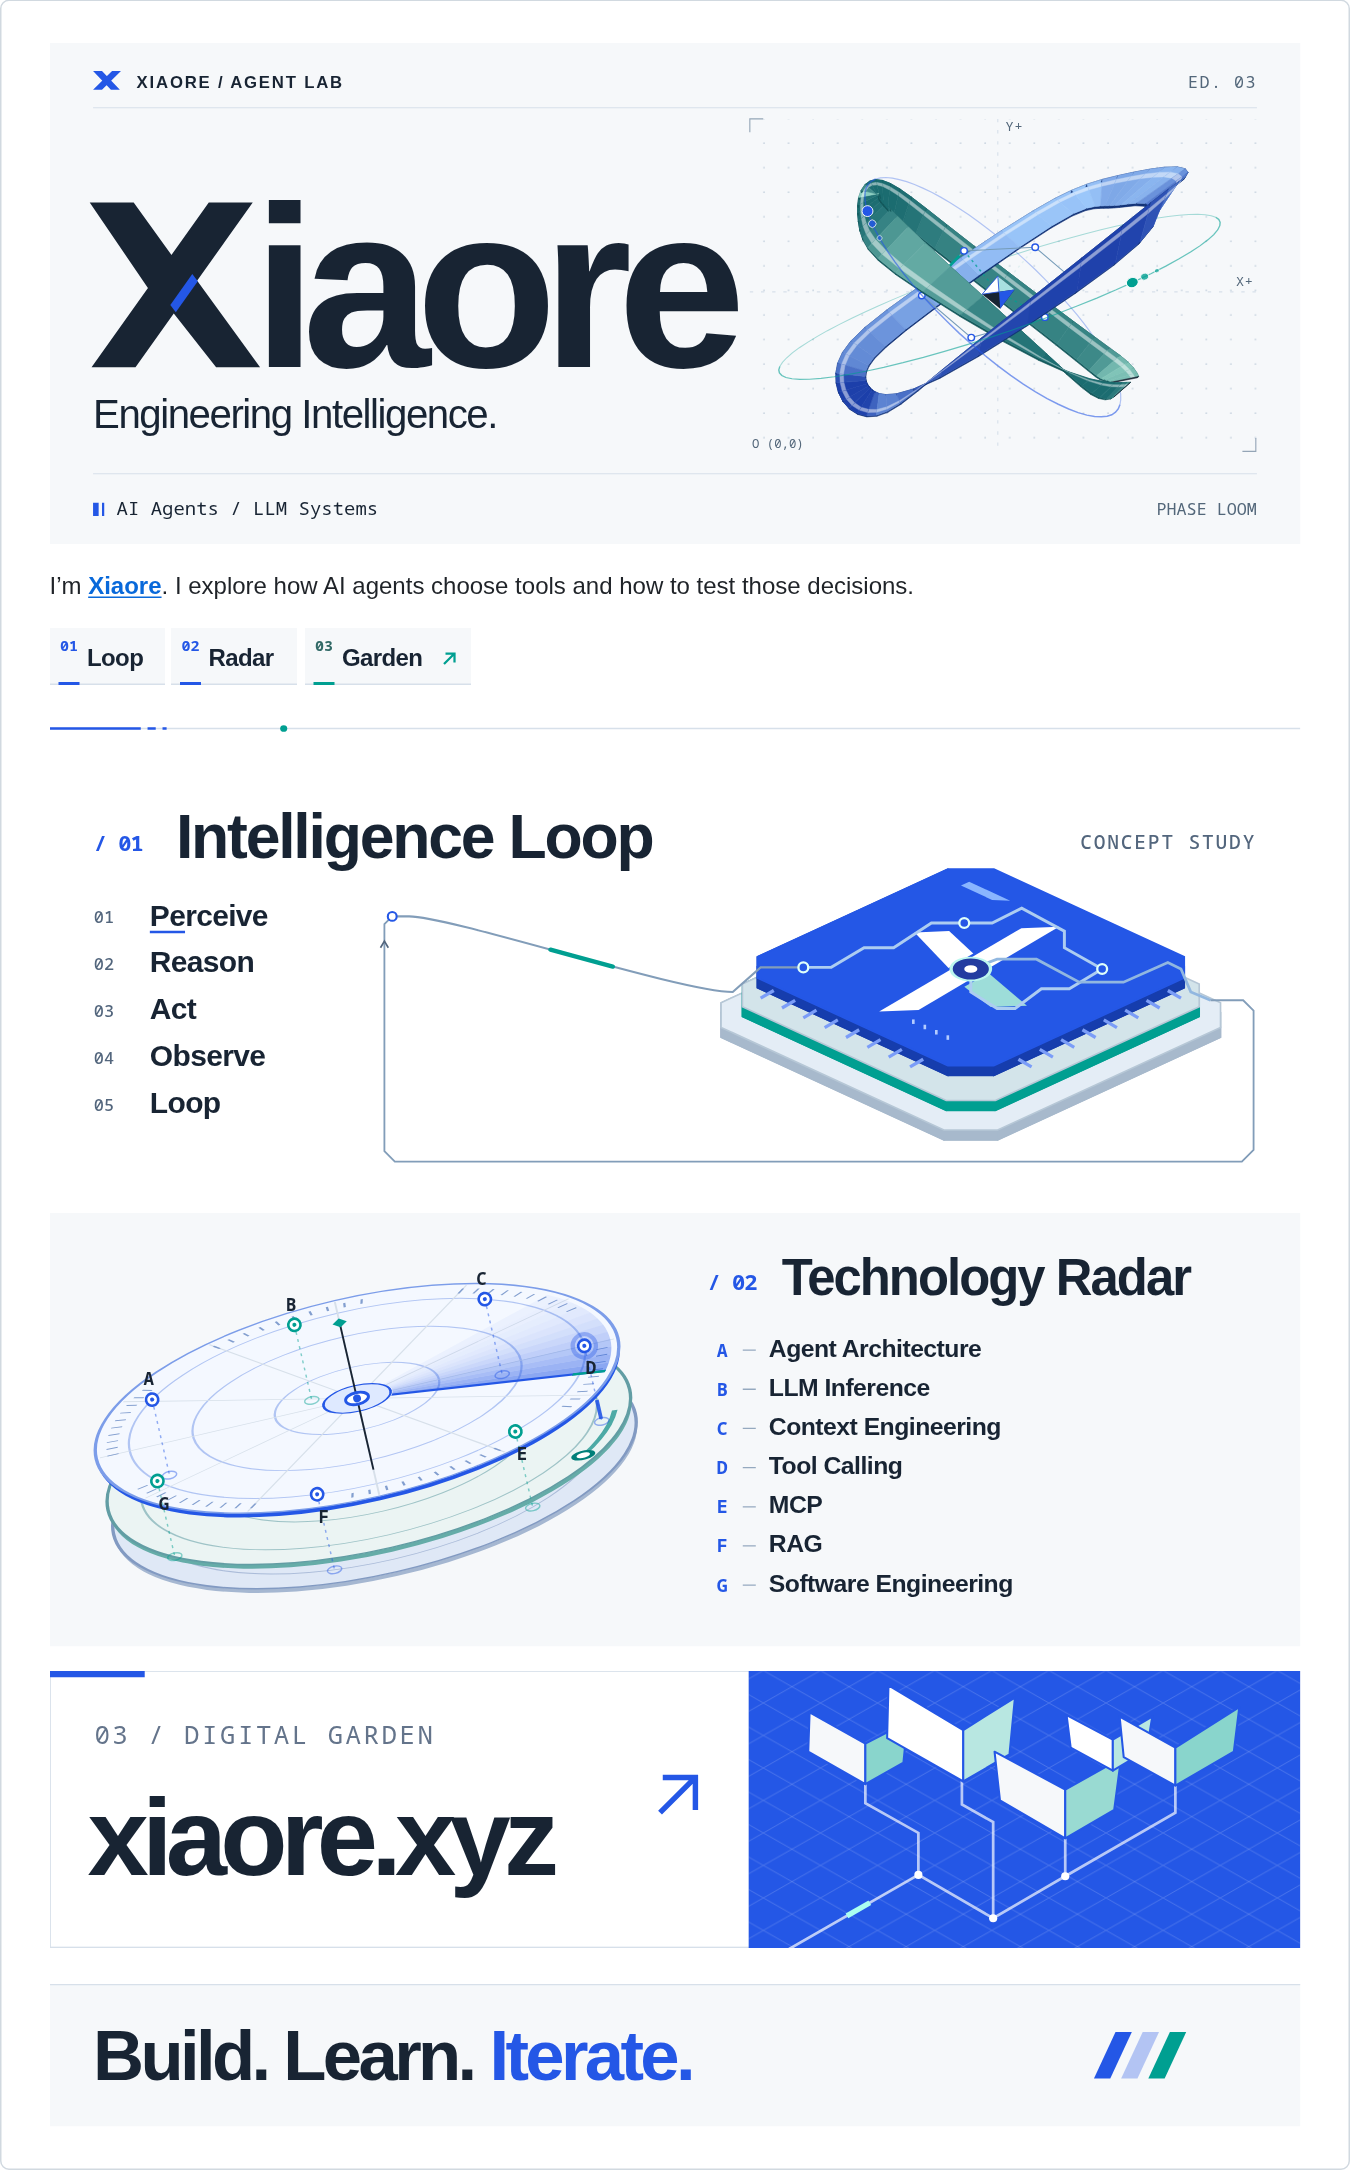 XIAORE / AGENT LAB
ED. 03
Y+
Xiaore
X+
Engineering Intelligence.
O (0,0)
AI Agents / LLM Systems
PHASE LOOM
I’m Xiaore. I explore how AI agents choose tools and how to test those decisions.
01 Loop
02 Radar
03 Garden
/ 01 Intelligence Loop
CONCEPT STUDY
01 Perceive
02 Reason
03 Act
04 Observe
05 Loop
/ 02 Technology Radar
C
B
D
A
E
G
F
A — Agent Architecture
B — LLM Inference
C — Context Engineering
D — Tool Calling
E — MCP
F — RAG
G — Software Engineering
03 / DIGITAL GARDEN
xiaore.xyz
Build. Learn. Iterate.